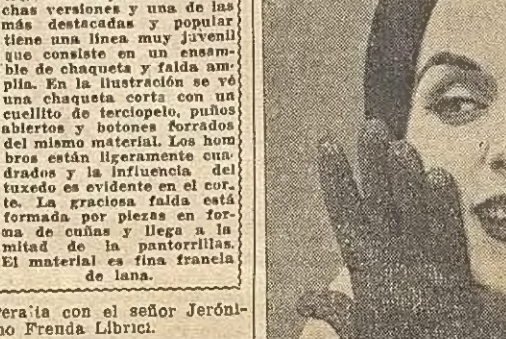 chas versiones y una de las
más destacadas y popular
tiene una línea muy juvenil
que consiste en un ensam-
ble de chaqueta y falda am-
plia. En la ilustración se vé
una chaqueta corta con un
cuellito de terciopelo, puños
abiertos y botones forrados
del mismo material. Los hom
bros están ligeramente cua-
drados y la influencia del
tuxedo es evidente en el cor-
te. La graciosa falda está
formada por piezas en for-
ma de cuñas y llega a la
mitad de la pantorrillas.
El material es fina franela
de lana.
Peralta con el señor Jeróni-
no Frenda Librici.